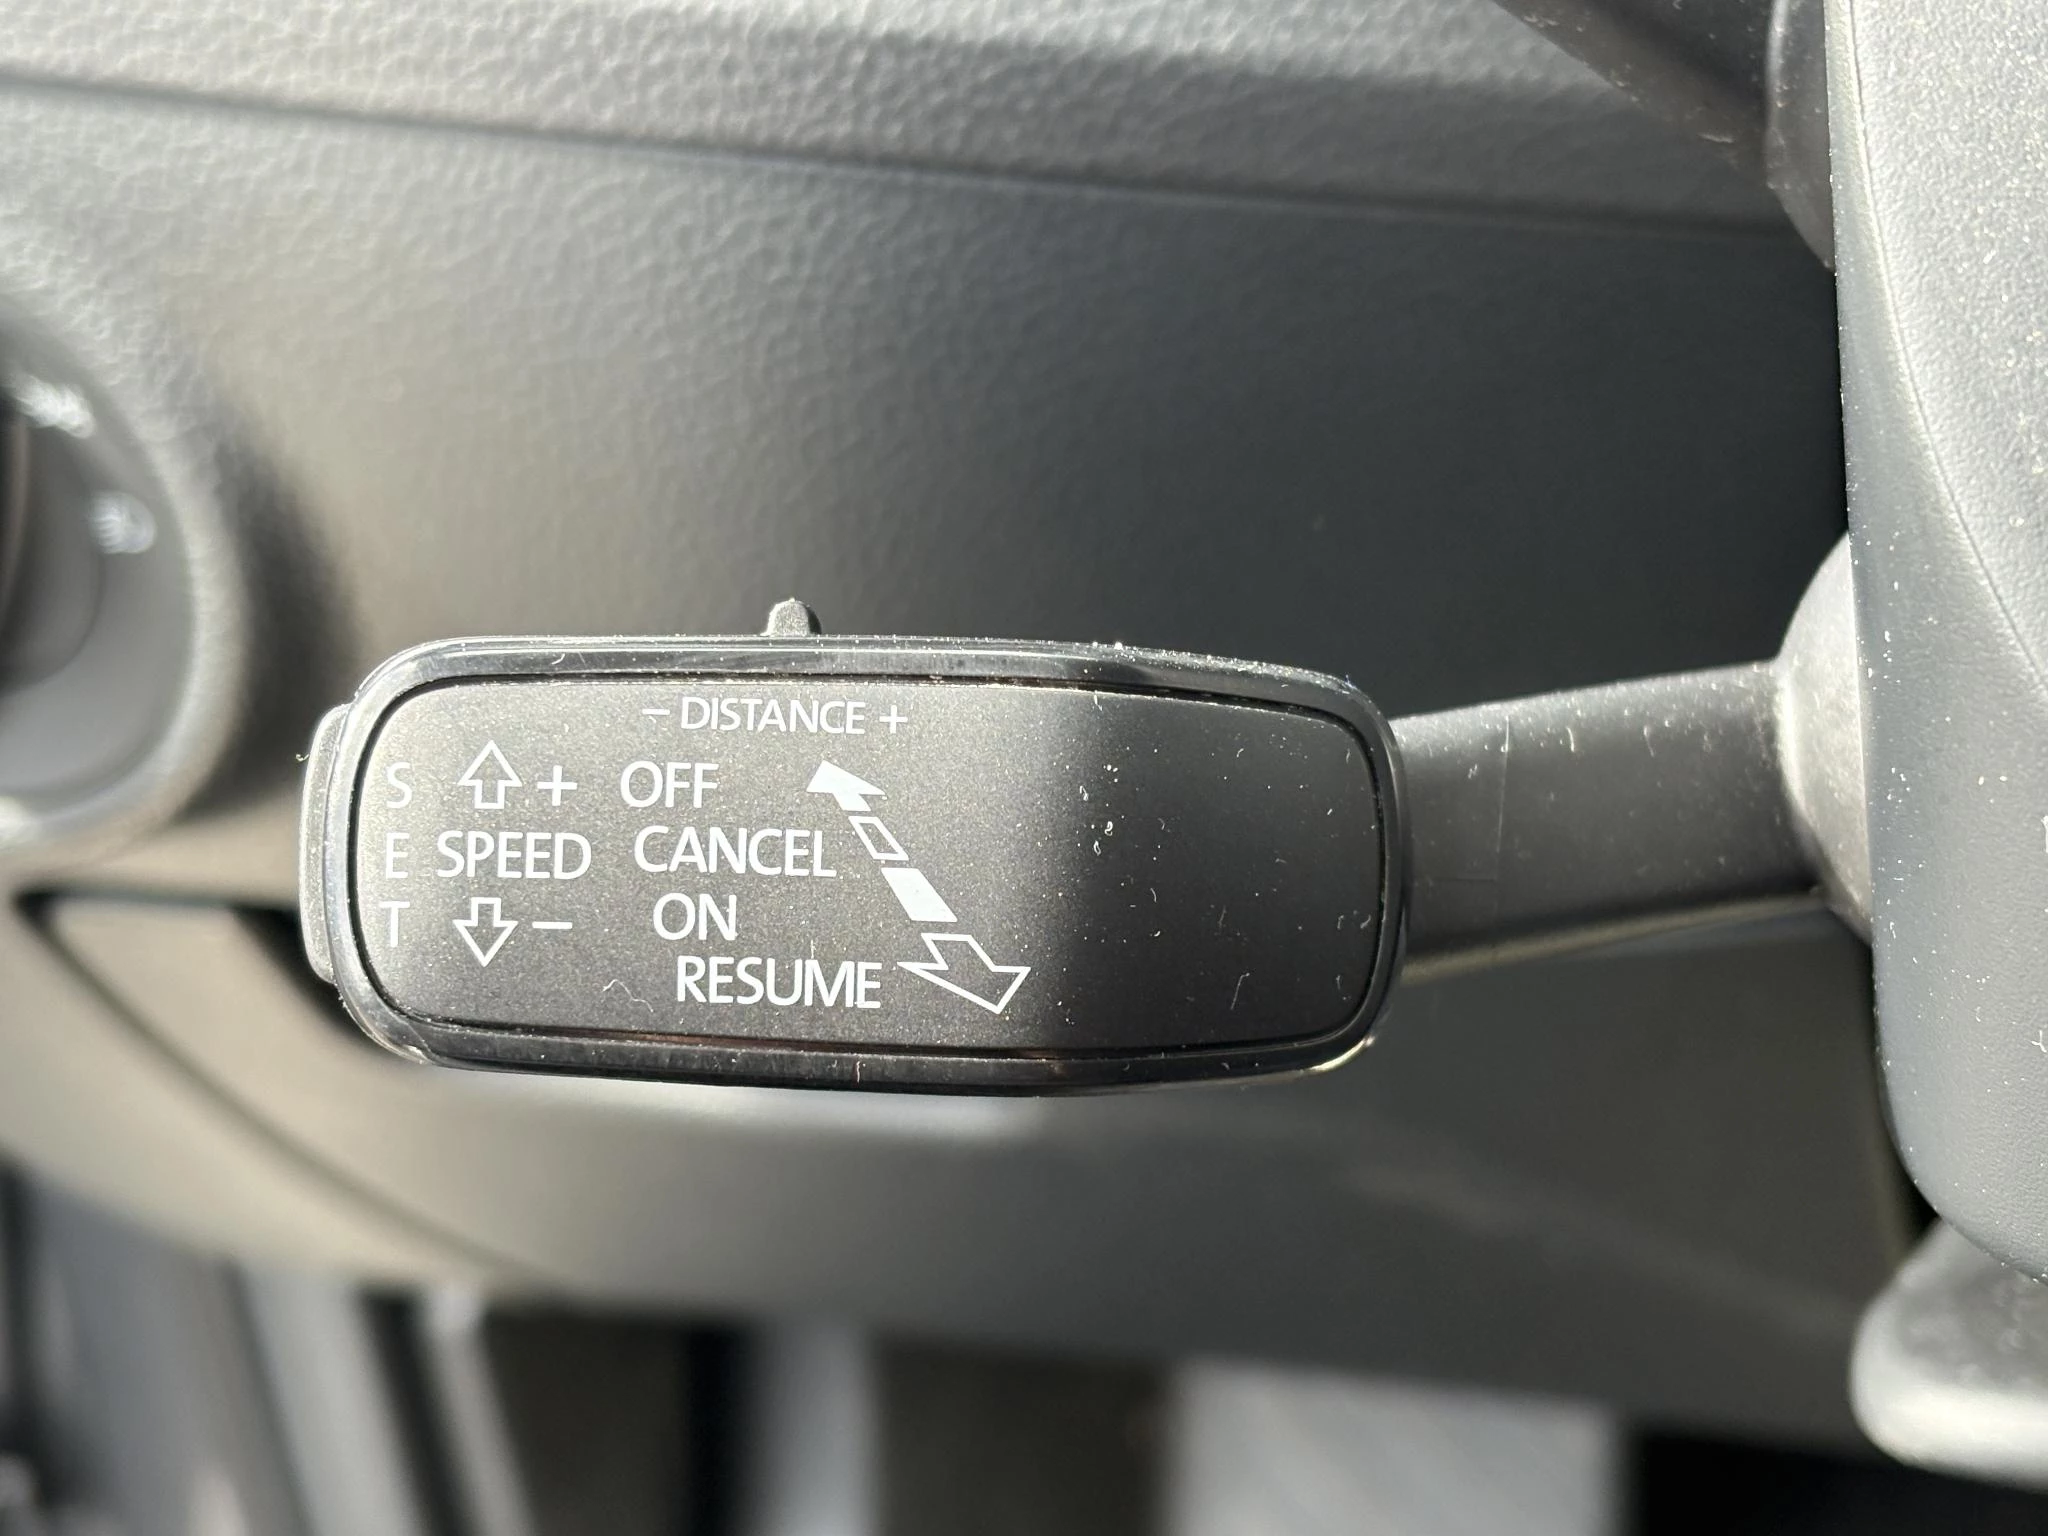 - DISTANCE +
S + OFF
E SPEED CANCEL
T - ON
RESUME